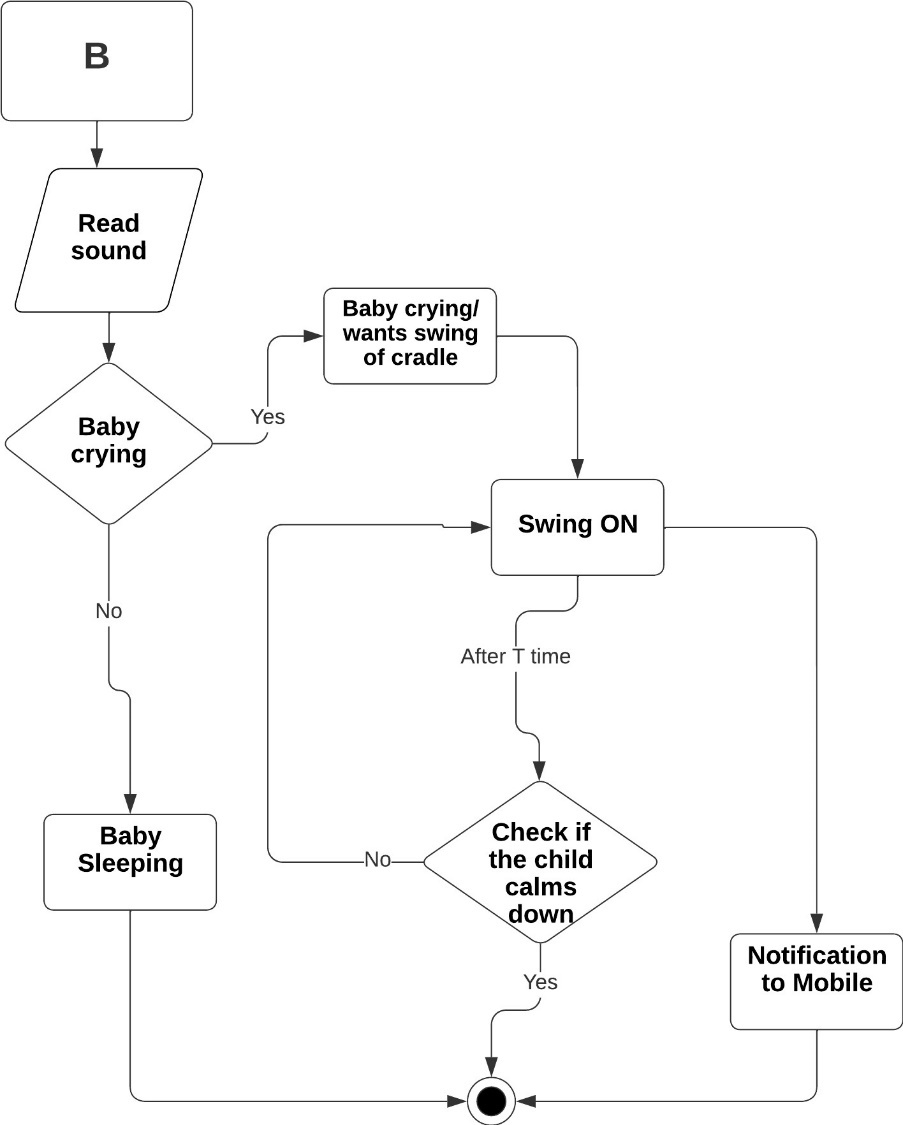 B
Read
sound
Baby crying/
wants swing
of cradle
Yes
Baby
crying
Swing ON
No
After T time
Baby
Sleeping
Check if
the child
calms
down
No
Notification
to Mobile
Yes